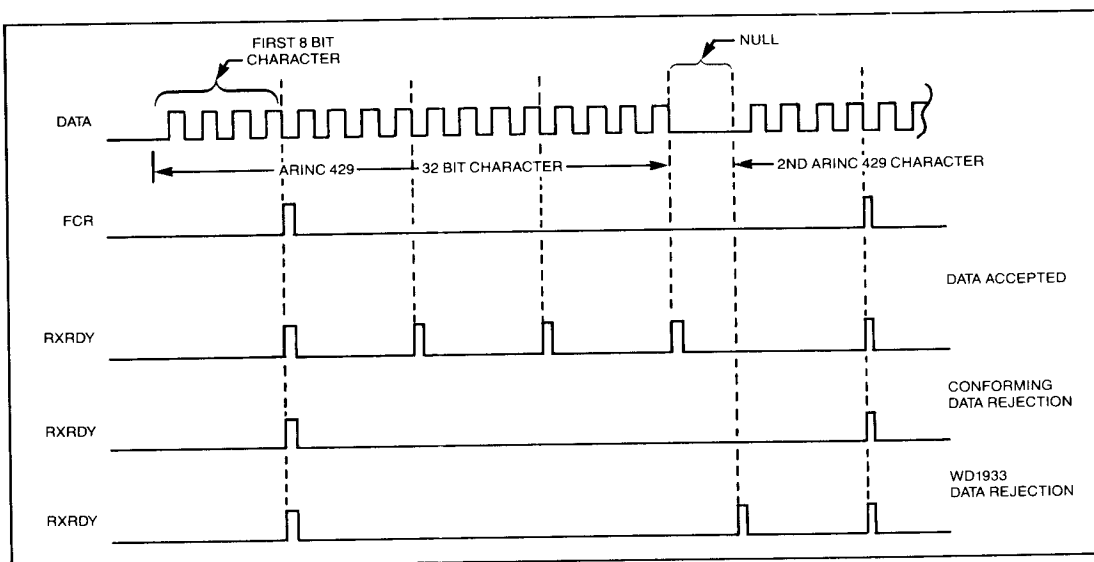 FIRST 8 BIT
CHARACTER
NULL
DATA
ARINC 429
32 BIT CHARACTER
2ND ARINC 429 CHARACTER
FCR
DATA ACCEPTED
RXRDY
CONFORMING
DATA REJECTION
RXRDY
WD1933
DATA REJECTION
RXRDY